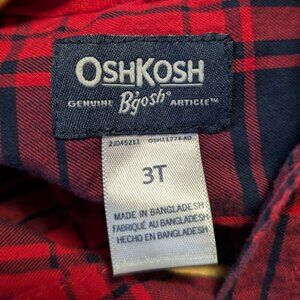 OSHKOSH
GENUINE B'gosh® ARTICLE™
3T
MADE IN BANGLADESH
FABRIQUÉ AU BANGLADESH
HECHO EN BANGLADESH